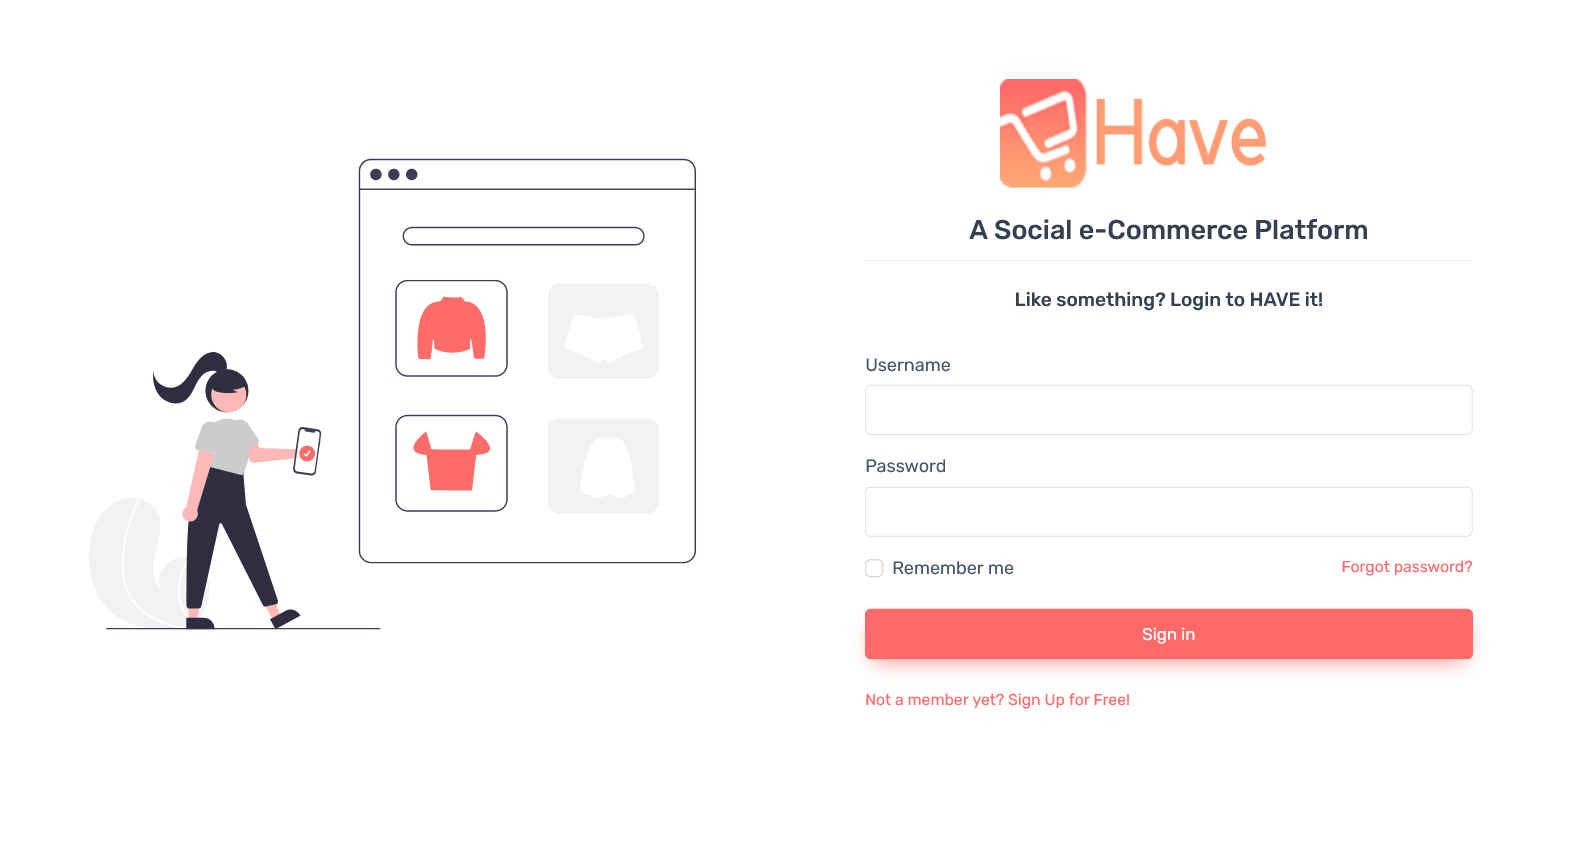 Have
A Social e-Commerce Platform
Like something? Login to HAVE it!
Username
Password
Remember me
Forgot password?
Sign in
Not a member yet? Sign Up for Free!